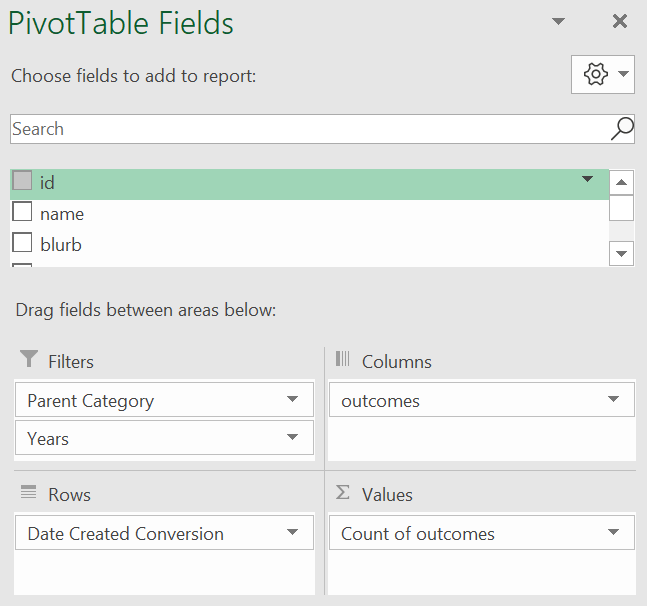 PivotTable Fields
Choose fields to add to report:
Search
id
name
blurb
Drag fields between areas below:
Filters
Columns
Parent Category
outcomes
Years
Rows
Σ Values
Date Created Conversion
Count of outcomes